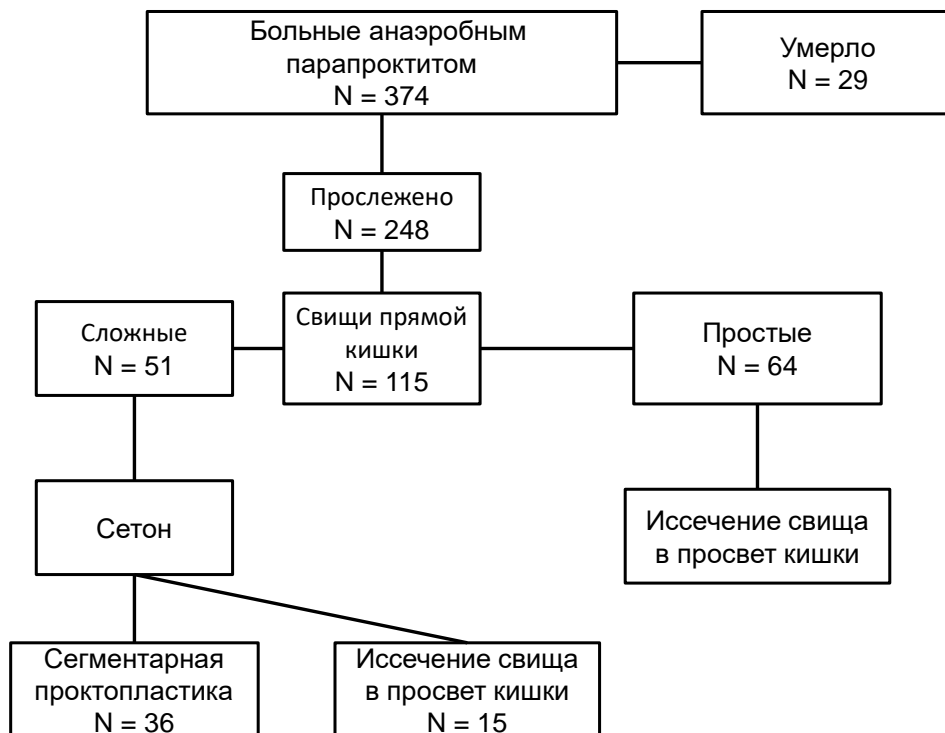 Больные анаэробным
парапроктитом
N = 374
Умерло
N = 29
Прослежено
N = 248
Сложные
N = 51
Свищи прямой
кишки
N = 115
Простые
N = 64
Сетон
Иссечение свища
в просвет кишки
Сегментарная
проктопластика
N = 36
Иссечение свища
в просвет кишки
N = 15